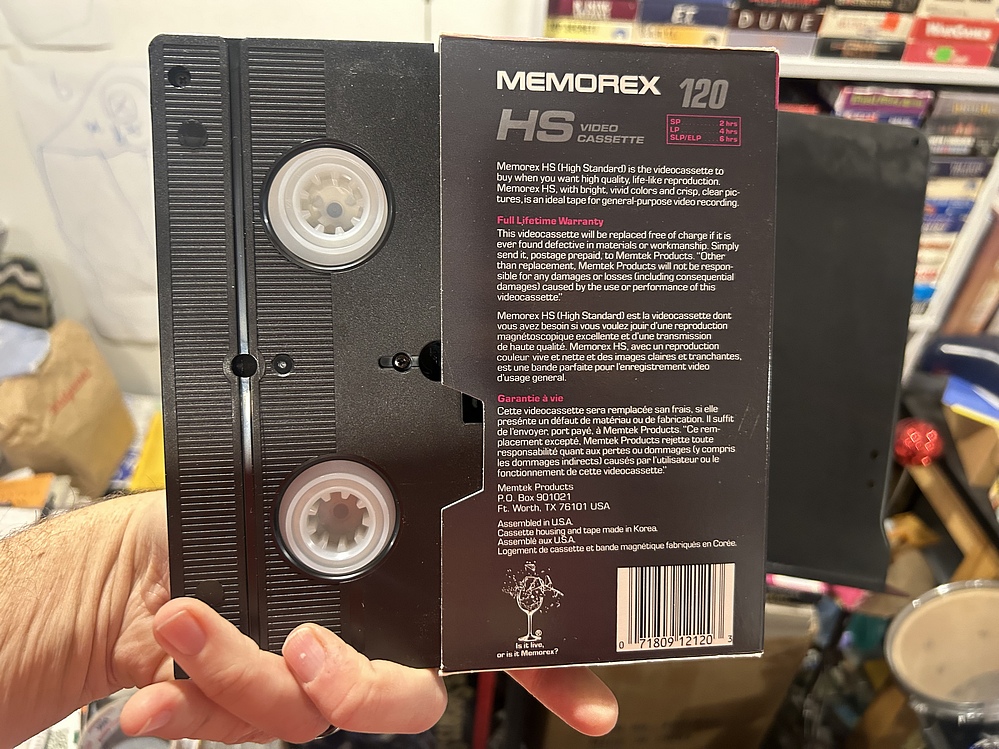 ET
DUNE
WARGAMES
MEMOREX 120
HS VIDEO
CASSETTE
SP 2 hrs
LP 4 hrs
SLP/ELP 6 hrs
Memorex HS (High Standard) is the videocassette to
buy when you want high quality, life-like reproduction.
Memorex HS, with bright, vivid colors and crisp, clear pic-
tures, is an ideal tape for general-purpose video recording.
Full Lifetime Warranty
This videocassette will be replaced free of charge if it is
ever found defective in materials or workmanship. Simply
send it, postage prepaid, to Memtek Products. "Other
than replacement, Memtek Products will not be respon-
sible for any damages or losses (including consequential
damages) caused by the use or performance of this
videocassette."
Memorex HS (High Standard) est la videocassette dont
vous avez besoin si vous voulez jouir d'une reproduction
magnétoscopique excellente et d'une transmission
de haute qualité. Memorex HS, avec un reproduction
couleur vive et nette et des images claires et tranchantes,
est une bande parfaite pour l'enregistrement video
d'usage general.
Garantie à vie
Cette videocassette sera remplacée san frais, si elle
presénte un défaut de matériau ou de fabrication. Il suffit
de l'envoyer, port payé, à Memtek Products. "Ce rem-
placement excepté, Memtek Products rejette toute
responsabilité quant aux pertes ou dommages (y compris
les dommages indirects) causés par l'utilisateur ou le
fonctionnement de cette videocassette."
Memtek Products
P.O. Box 901021
Ft. Worth, TX 76101 USA
Assembled in U.S.A.
Cassette housing and tape made in Korea.
Assemblé aux U.S.A.
Logement de cassette et bande magnétique fabriqués en Corée.
®
Is it live,
or is it Memorex?
0 71809 12120 3